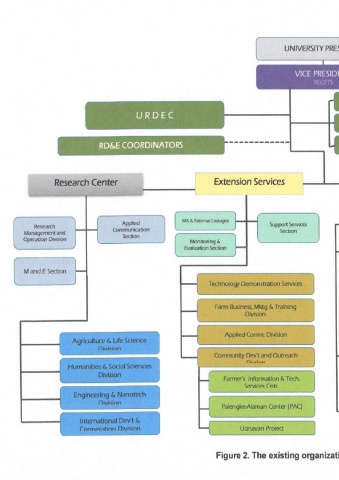 UNIVERSITY PRES
VICE PRESIDE
RDCETS
URDEC
RD&E COORDINATORS
Research Center
Extension Services
Research
Management and
Operation Division
Applied
Communication
Section
MIS & External Linkages
Support Services
Section
Monitoring &
Evaluation Section
M and E Section
Technology Demonstration Services
Farm Business, Mktg & Training
Division
Applied Comm. Division
Community Dev't and Outreach
Division
Agriculture & Life Science
Division
Humanities & Social Sciences
Division
Engineering & Nanotech
Division
International Dev't &
Cooperation Division
Farmer's Information & Tech.
Services Cntr.
Palengke-Alaman Center (PAC)
Ugnayan Project
Figure 2. The existing organizati